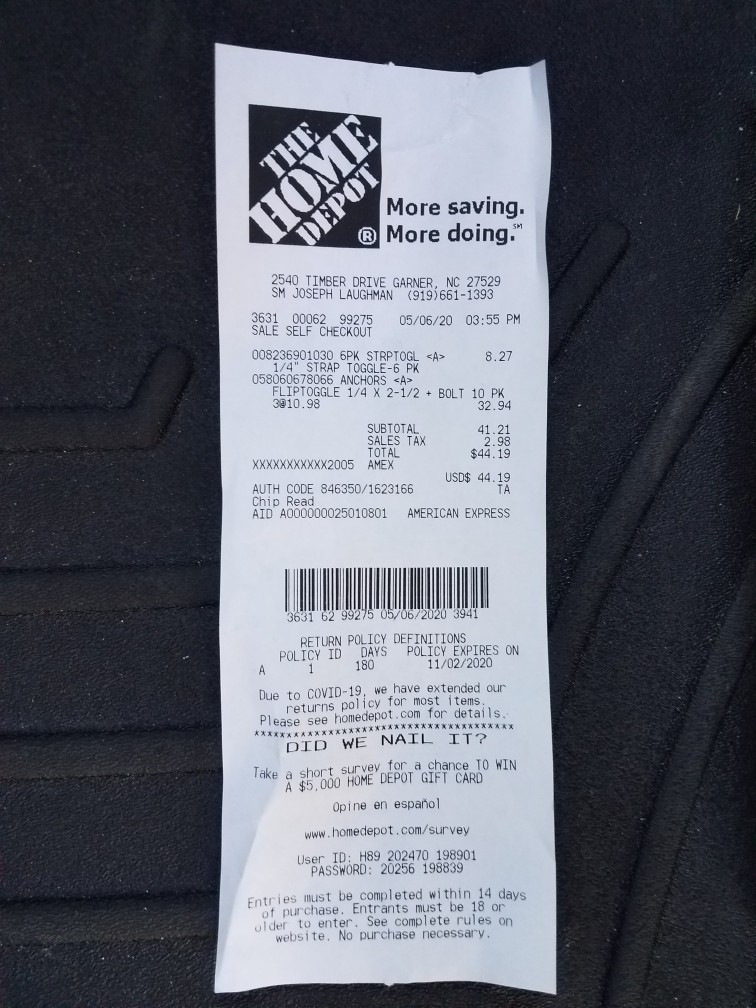 THE
HOME
DEPOT
®
More saving.
More doing.℠
2540 TIMBER DRIVE GARNER, NC 27529
SM JOSEPH LAUGHMAN (919)661-1393
3631 00062 99275 05/06/20 03:55 PM
SALE SELF CHECKOUT
008236901030 6PK STRPTOGL <A> 8.27
1/4" STRAP TOGGLE-6 PK
058060678066 ANCHORS <A>
FLIPTOGGLE 1/4 X 2-1/2 + BOLT 10 PK
3@10.98 32.94
SUBTOTAL 41.21
SALES TAX 2.98
TOTAL $44.19
XXXXXXXXXXX2005 AMEX
USD$ 44.19
AUTH CODE 846350/1623166 TA
Chip Read
AID A000000025010801 AMERICAN EXPRESS
3631 62 99275 05/06/2020 3941
RETURN POLICY DEFINITIONS
POLICY ID DAYS POLICY EXPIRES ON
A 1 180 11/02/2020
Due to COVID-19, we have extended our
returns policy for most items.
Please see homedepot.com for details.
***************************************
DID WE NAIL IT?
Take a short survey for a chance TO WIN
A $5,000 HOME DEPOT GIFT CARD
Opine en español
www.homedepot.com/survey
User ID: H89 202470 198901
PASSWORD: 20256 198839
Entries must be completed within 14 days
of purchase. Entrants must be 18 or
older to enter. See complete rules on
website. No purchase necessary.